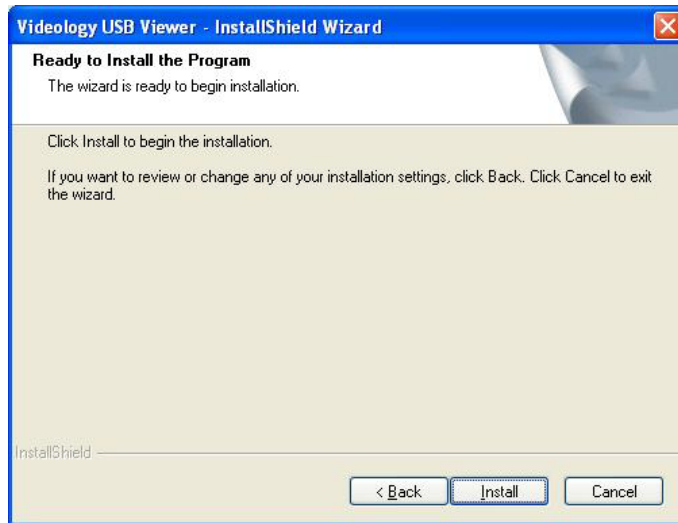 Videology USB Viewer - InstallShield Wizard
Ready to Install the Program
The wizard is ready to begin installation.
Click Install to begin the installation.
If you want to review or change any of your installation settings, click Back. Click Cancel to exit
the wizard.
InstallShield
< Back Install Cancel